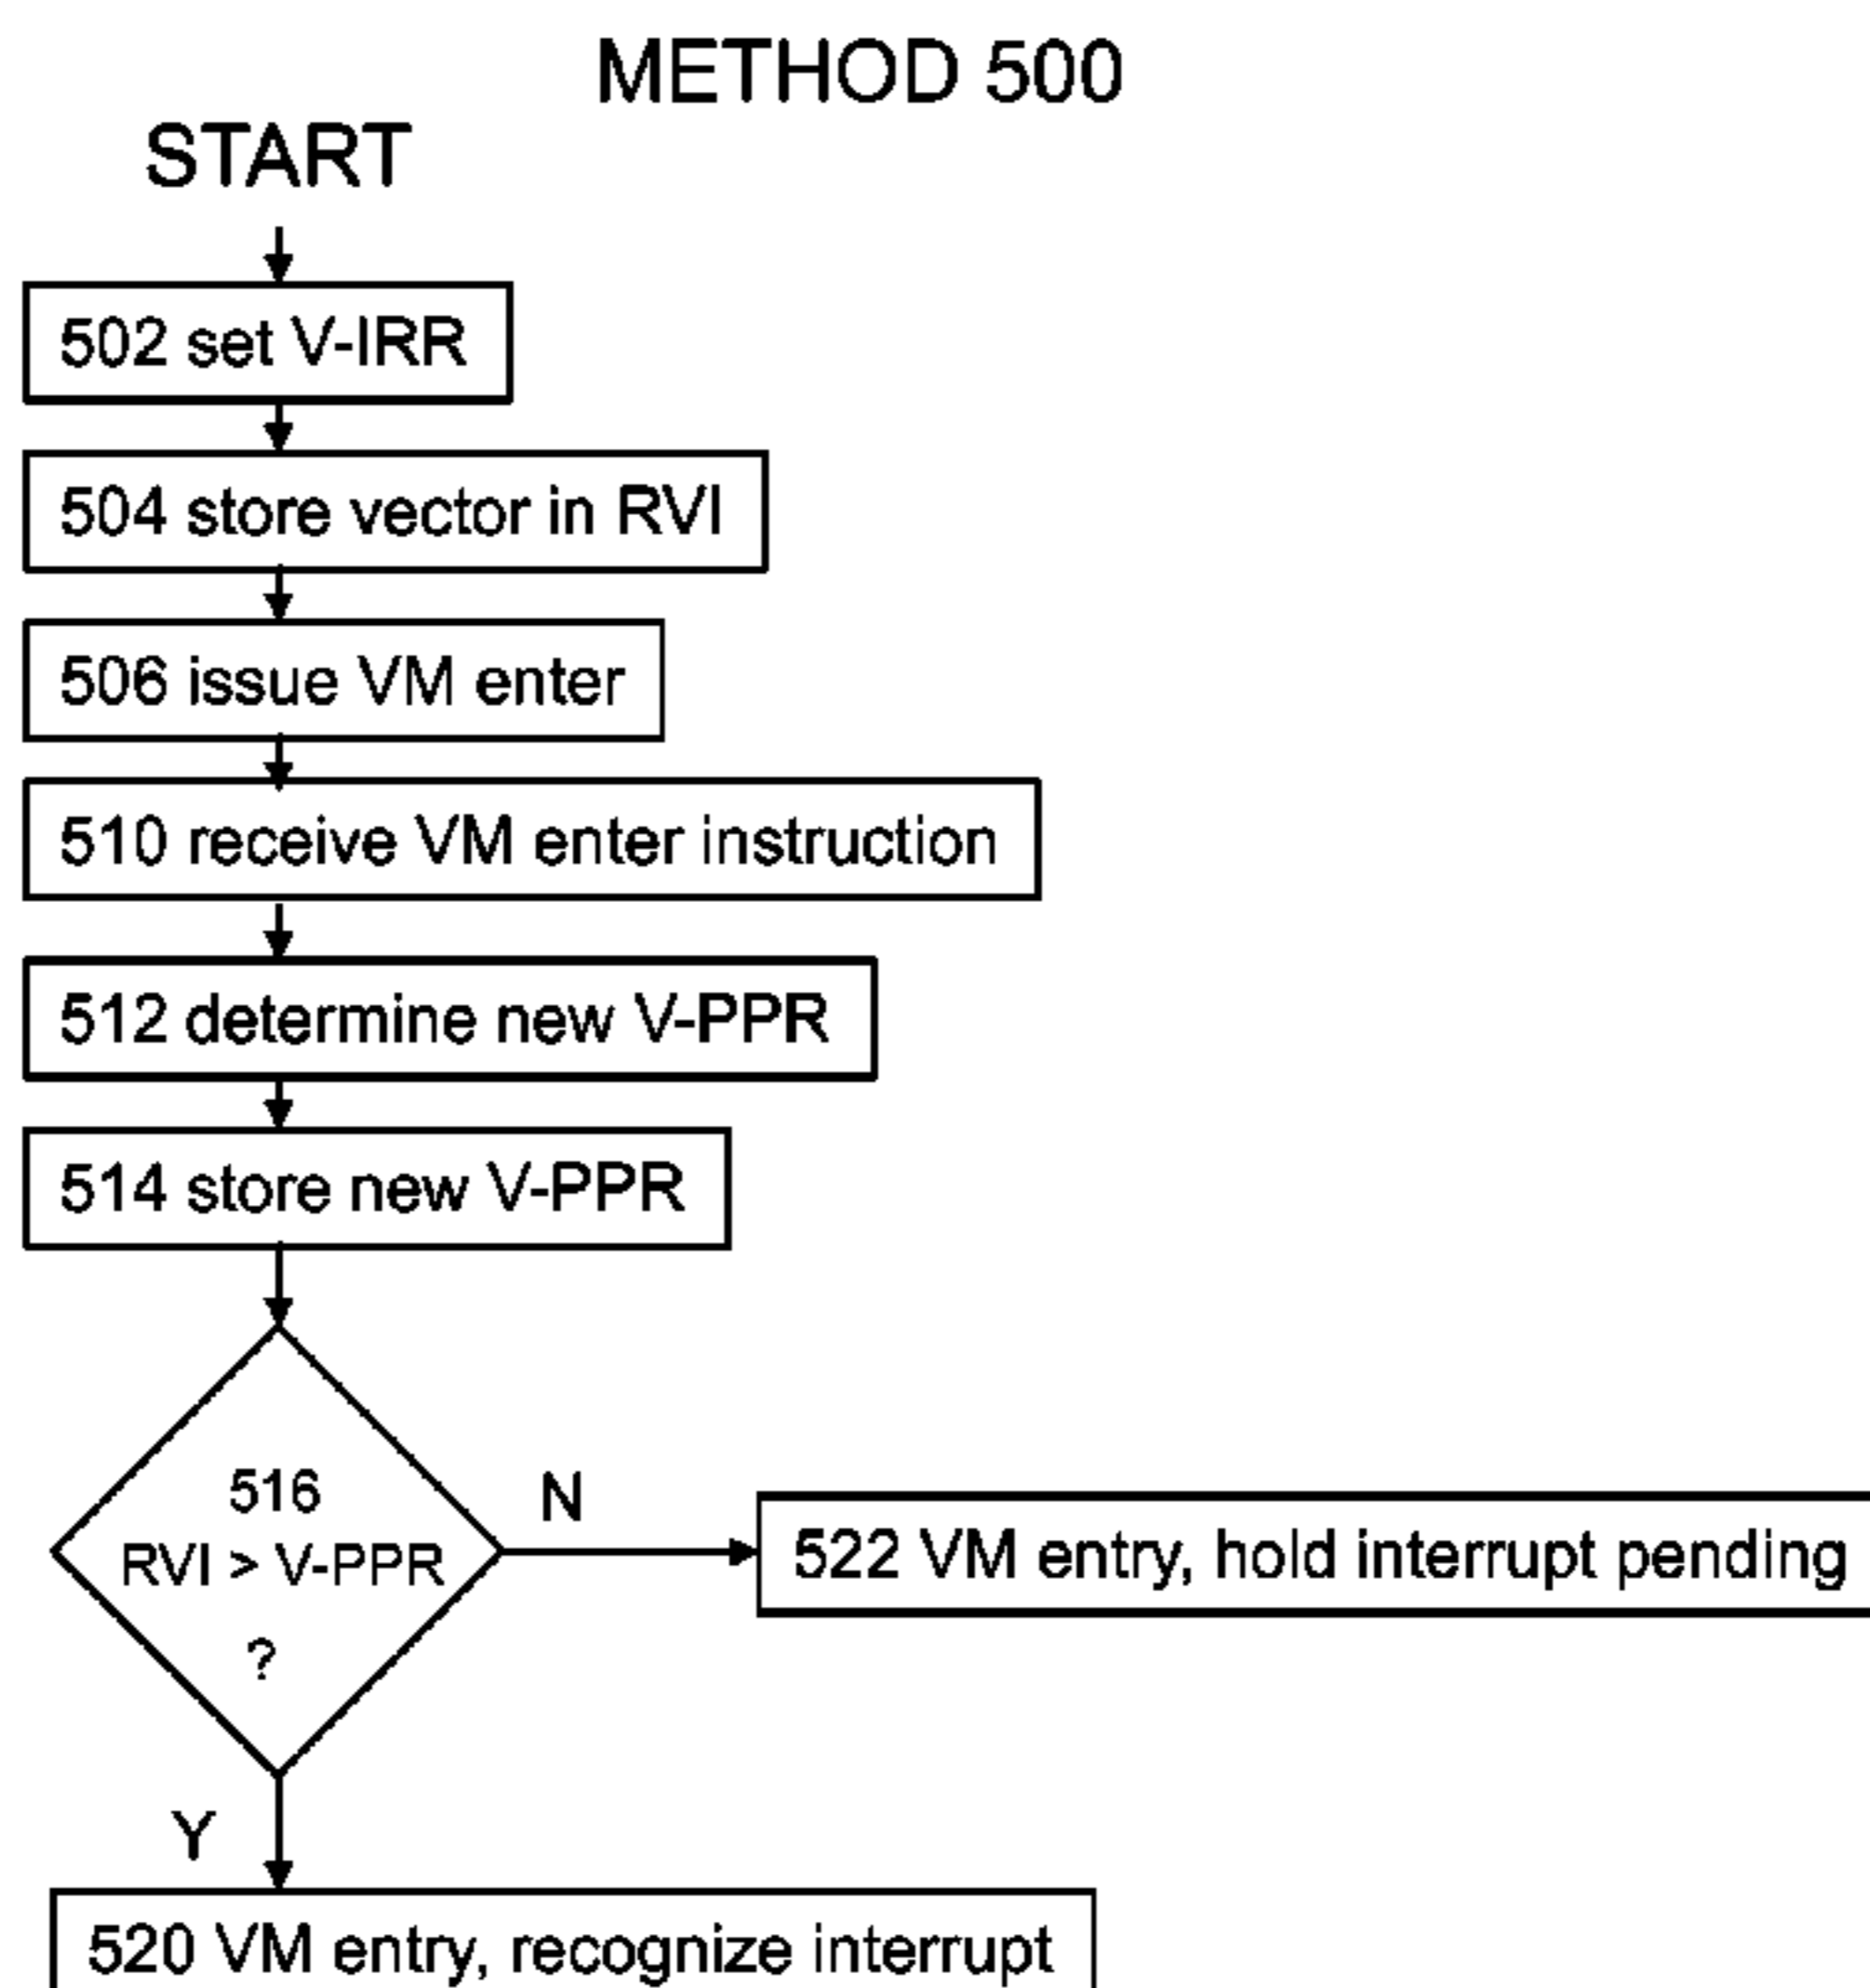 METHOD 500
START
502 set V-IRR
504 store vector in RVI
506 issue VM enter
510 receive VM enter instruction
512 determine new V-PPR
514 store new V-PPR
516
RVI > V-PPR
?
N
522 VM entry, hold interrupt pending
Y
520 VM entry, recognize interrupt